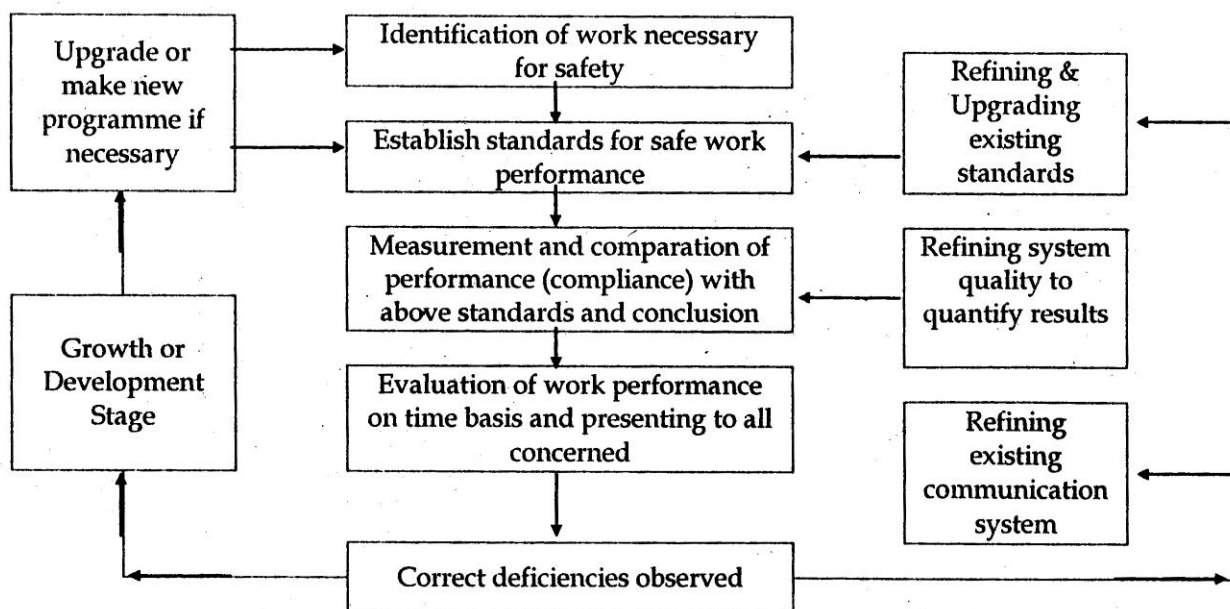 Upgrade or
make new
programme if
necessary
Identification of work necessary
for safety
Establish standards for safe work
performance
Measurement and comparation of
performance (compliance) with
above standards and conclusion
Evaluation of work performance
on time basis and presenting to all
concerned
Correct deficiencies observed
Growth or
Development
Stage
Refining &
Upgrading
existing
standards
Refining system
quality to
quantify results
Refining
existing
communication
system